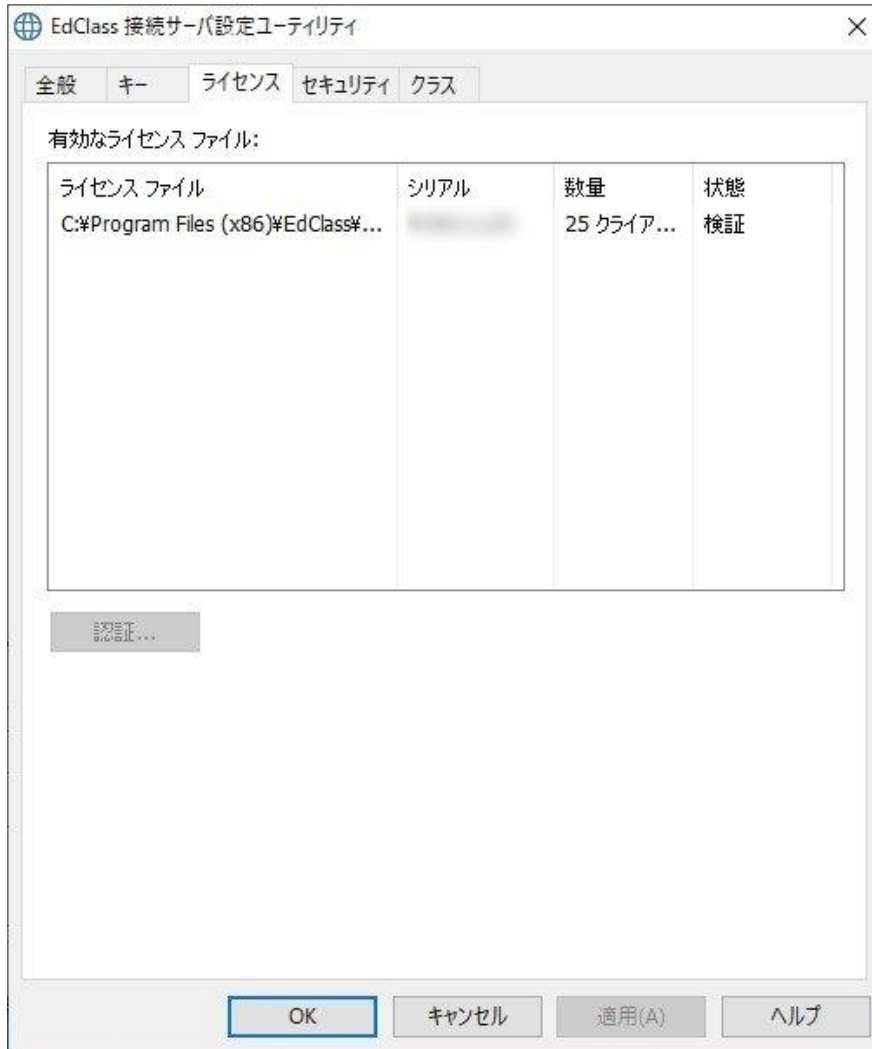 EdClass 接続サーバ設定ユーティリティ
全般 キー ライセンス セキュリティ クラス
有効なライセンス ファイル:
ライセンス ファイル シリアル 数量 状態
C:¥Program Files (x86)¥EdClass¥... 25 クライア... 検証
認証...
OK キャンセル 適用(A) ヘルプ